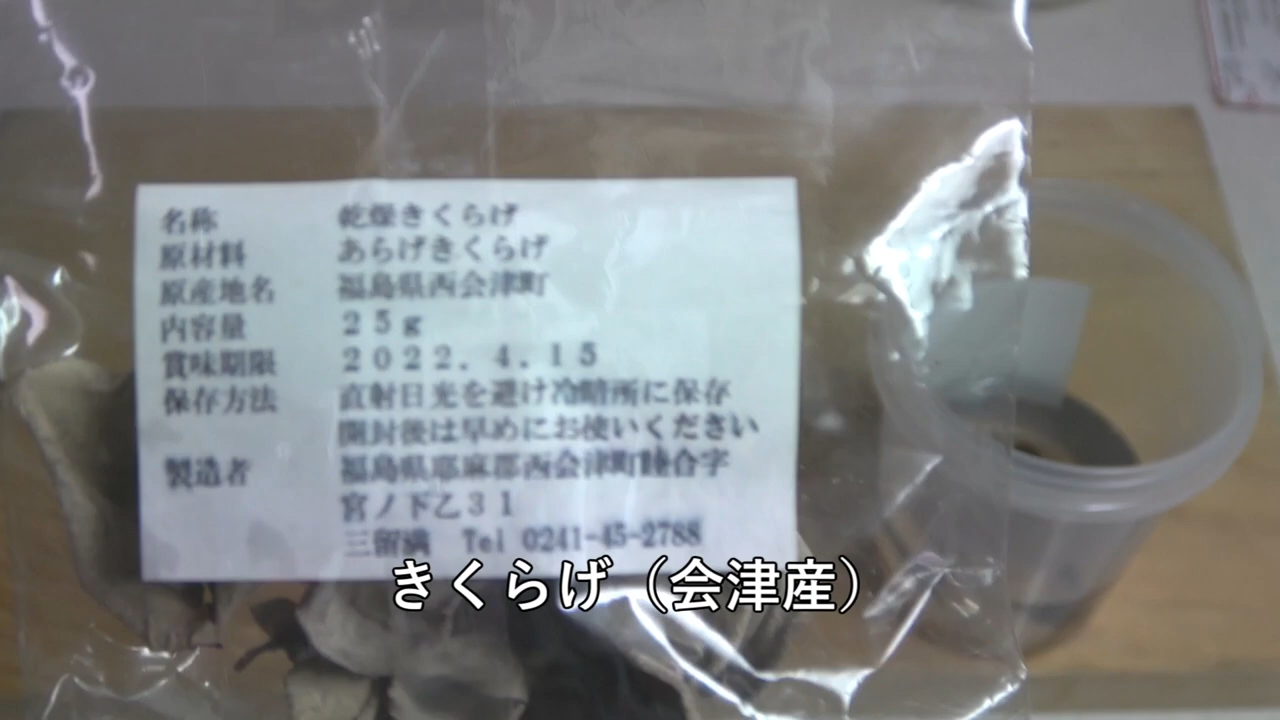 名称 乾燥きくらげ
原材料 あらげきくらげ
原産地名 福島県西会津町
内容量 25g
賞味期限 2022.4.15
保存方法 直射日光を避け冷暗所に保存
開封後は早めにお使いください
製造者 福島県耶麻郡西会津町睦合字
宮ノ下乙31
三留満 Tel 0241-45-2788
きくらげ(会津産)